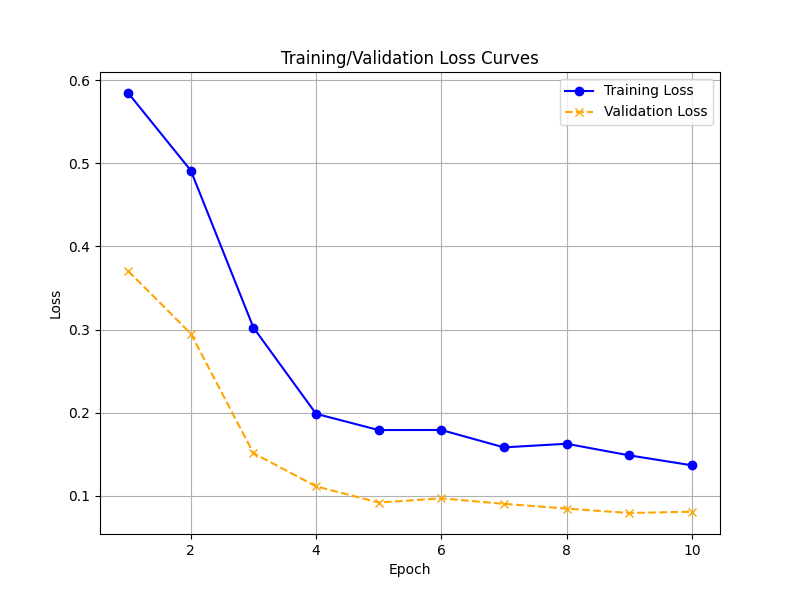 Training/Validation Loss Curves
Training Loss
Validation Loss
Loss
0.6
0.5
0.4
0.3
0.2
0.1
2 4 6 8 10
Epoch